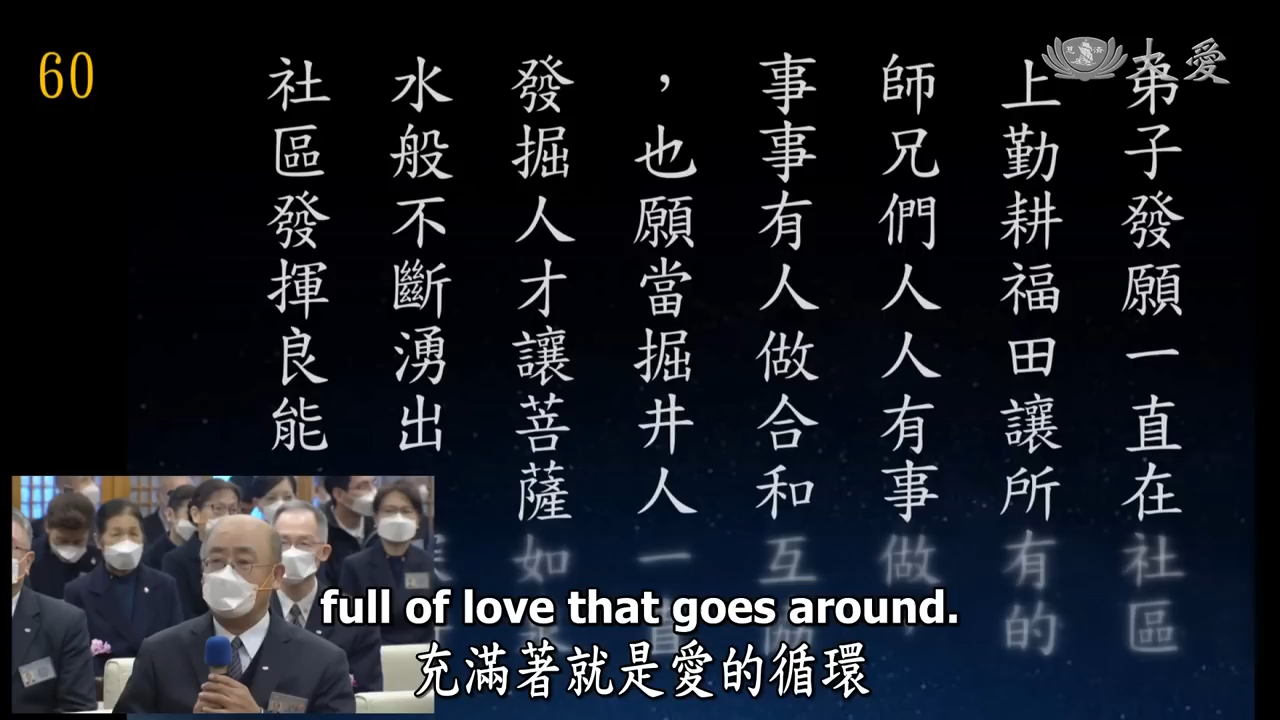 60
大愛
慈濟
弟子發願一直在社區
上勤耕福田讓所有的
師兄們人人有事做，
事事有人做合和互
，也願當掘井人一直
發掘人才讓菩薩如
水般不斷湧出
社區發揮良能
full of love that goes around.
充滿著就是愛的循環